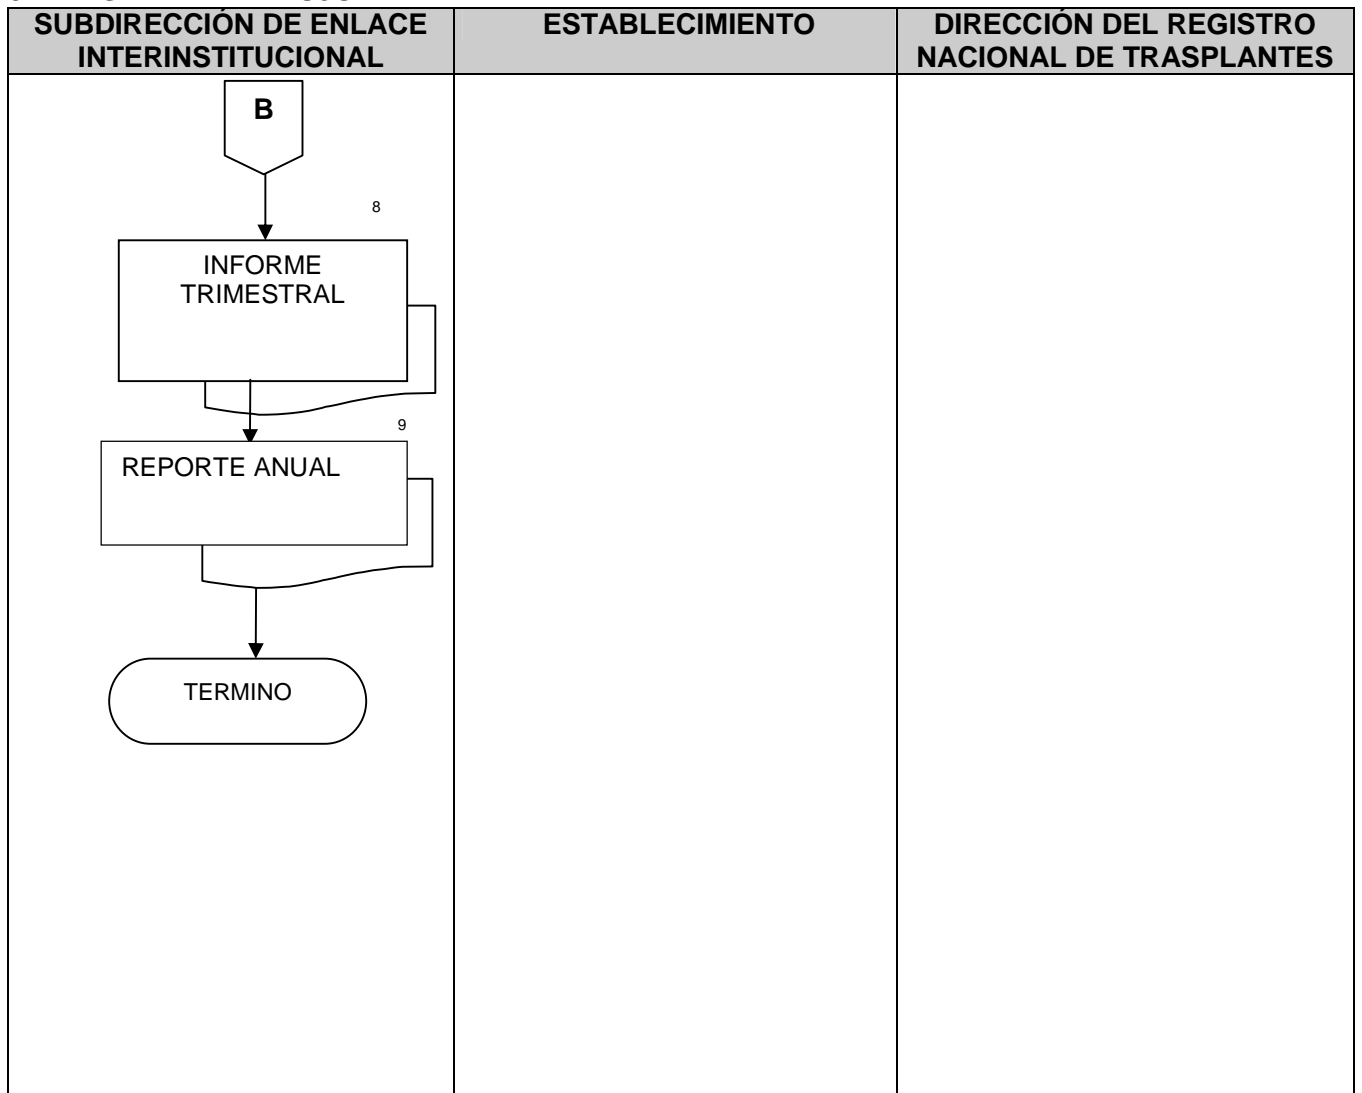 SUBDIRECCIÓN DE ENLACE
INTERINSTITUCIONAL
ESTABLECIMIENTO
DIRECCIÓN DEL REGISTRO
NACIONAL DE TRASPLANTES
B
8
INFORME
TRIMESTRAL
9
REPORTE ANUAL
TERMINO